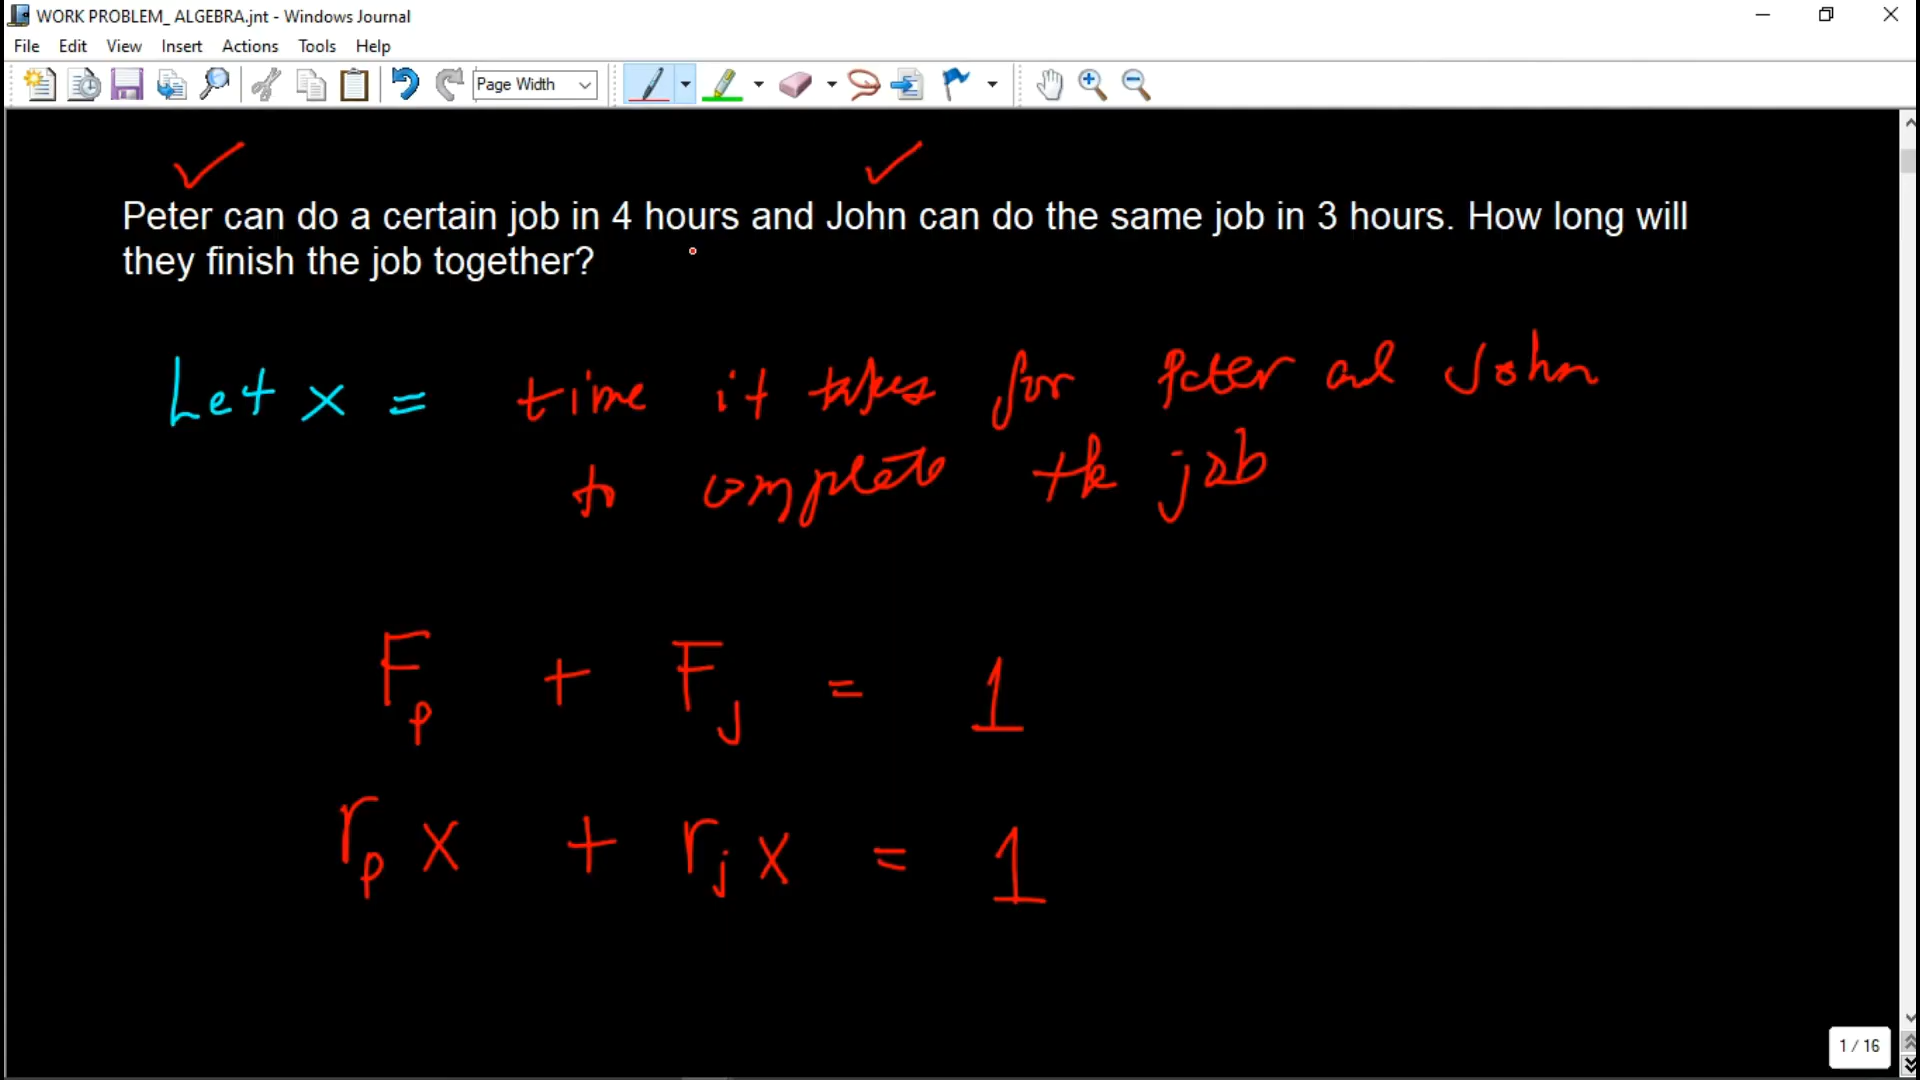 WORK PROBLEM_ ALGEBRA.jnt - Windows Journal
File Edit View Insert Actions Tools Help
Page Width
Peter can do a certain job in 4 hours and John can do the same job in 3 hours. How long will
they finish the job together?
Let x = time it takes for Peter and John
to complete the job
Fp + Fj = 1
rp x + rj x = 1
1 / 16